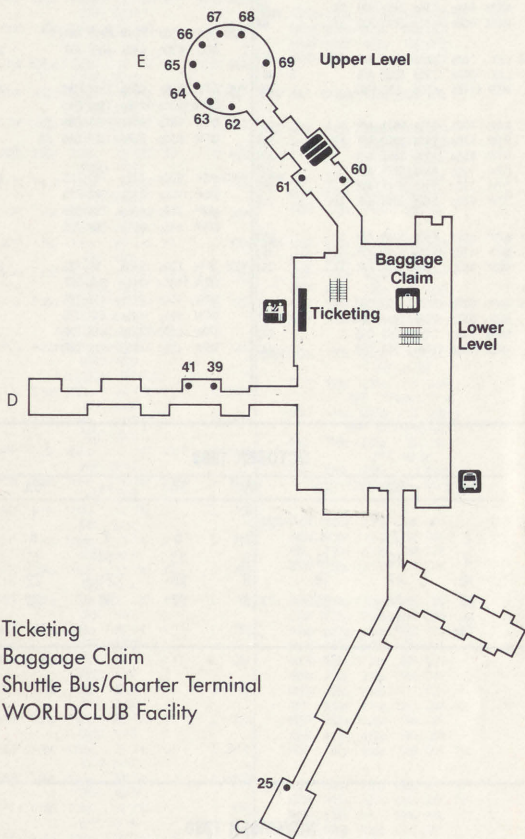 67 68
66
E
65
69
Upper Level
64
63 62
61
60
Baggage
Claim
Ticketing
Lower
Level
41 39
D
Ticketing
Baggage Claim
Shuttle Bus/Charter Terminal
WORLDCLUB Facility
25
C